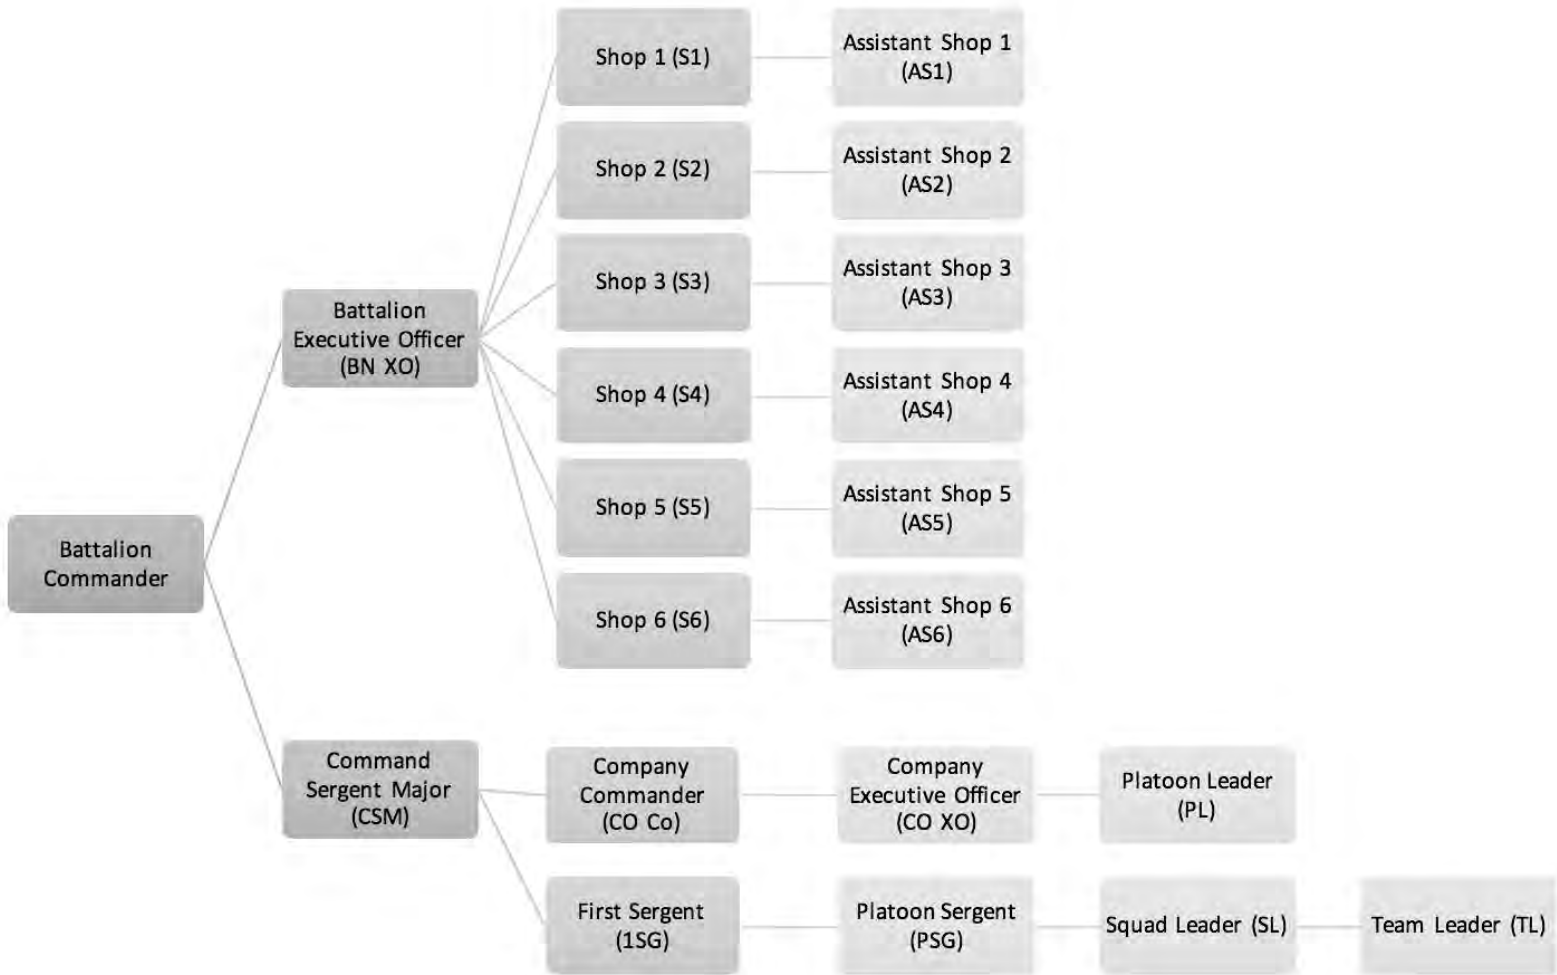 Shop 1 (S1)
Assistant Shop 1
(AS1)
Shop 2 (S2)
Assistant Shop 2
(AS2)
Shop 3 (S3)
Assistant Shop 3
(AS3)
Battalion
Executive Officer
(BN XO)
Shop 4 (S4)
Assistant Shop 4
(AS4)
Shop 5 (S5)
Assistant Shop 5
(AS5)
Battalion
Commander
Shop 6 (S6)
Assistant Shop 6
(AS6)
Command
Sergent Major
(CSM)
Company
Commander
(CO Co)
Company
Executive Officer
(CO XO)
Platoon Leader
(PL)
First Sergent
(1SG)
Platoon Sergent
(PSG)
Squad Leader (SL)
Team Leader (TL)